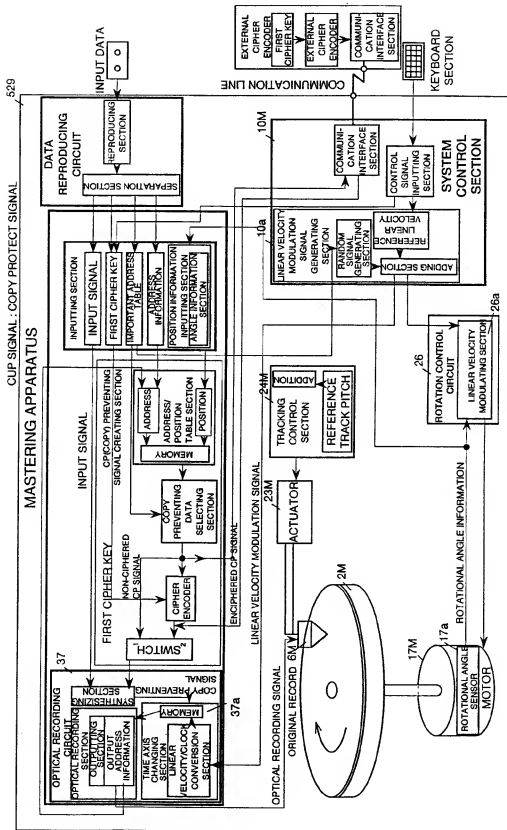 CUP SIGNAL : COPY PROTECT SIGNAL
529
MASTERING APPARATUS
INPUT DATA
DATA
REPRODUCING
CIRCUIT
REPRODUCING
SECTION
SEPARATION SECTION
EXTERNAL CIPHER
ENCODER
FIRST
CIPHER KEY
EXTERNAL
CIPHER
ENCODER
COMMUNI-
CATION
INTERFACE
SECTION
KEYBOARD
SECTION
COMMUNICATION LINE
10M
COMMUNI-
CATION
INTERFACE
SECTION
CONTROL
SIGNAL
INPUTTING
SECTION
SYSTEM
CONTROL
SECTION
10a
LINEAR VELOCITY
MODULATION SIGNAL
GENERATING
SECTION
RANDOM
SIGNAL
GENERATING
SECTION
REFERENCE
LINEAR
VELOCITY
ADDING SECTION
INPUTTING
SECTION
INPUT SIGNAL
FIRST CIPHER KEY
IMPORTANT ADDRESS
TABLE
ADDRESS
INFORMATION
POSITION INFORMATION
INPUTTING SECTION
ANGLE INFORMATION
SECTION
INPUT SIGNAL
CP(COPY) PREVENTING
SIGNAL CREATING SECTION
ADDRESS
ADDRESS/
POSITION
TABLE SECTION
POSITION
MEMORY
COPY
PREVENTING
DATA
SELECTING
SECTION
NON-CIPHERED
CP SIGNAL
FIRST CIPHER KEY
CIPHER
ENCODER
SWITCH
ENCIPHERED CP SIGNAL
37
OPTICAL RECORDING
CIRCUIT
OPTICAL RECORDING
SECTION
OUTPUTTING
SECTION
OUTPUT
ADDRESS
INFORMATION
SYNTHESIZING
SECTION
COPY PREVENTING
SIGNAL
MEMORY
37a
TIME AXIS
CHANGING SECTION
LINEAR
VELOCITY/CLOCK
CONVERSION
SECTION
LINEAR VELOCITY MODULATION SIGNAL
24M
TRACKING
CONTROL
SECTION
ADDITION
REFERENCE
TRACK PITCH
23M
ACTUATOR
26
ROTATION CONTROL
CIRCUIT
LINEAR VELOCITY
MODULATING SECTION
26a
OPTICAL RECORDING SIGNAL
ORIGINAL RECORD
6M
2M
ROTATIONAL ANGLE INFORMATION
17M
17a
ROTATIONAL ANGLE
SENSOR
MOTOR